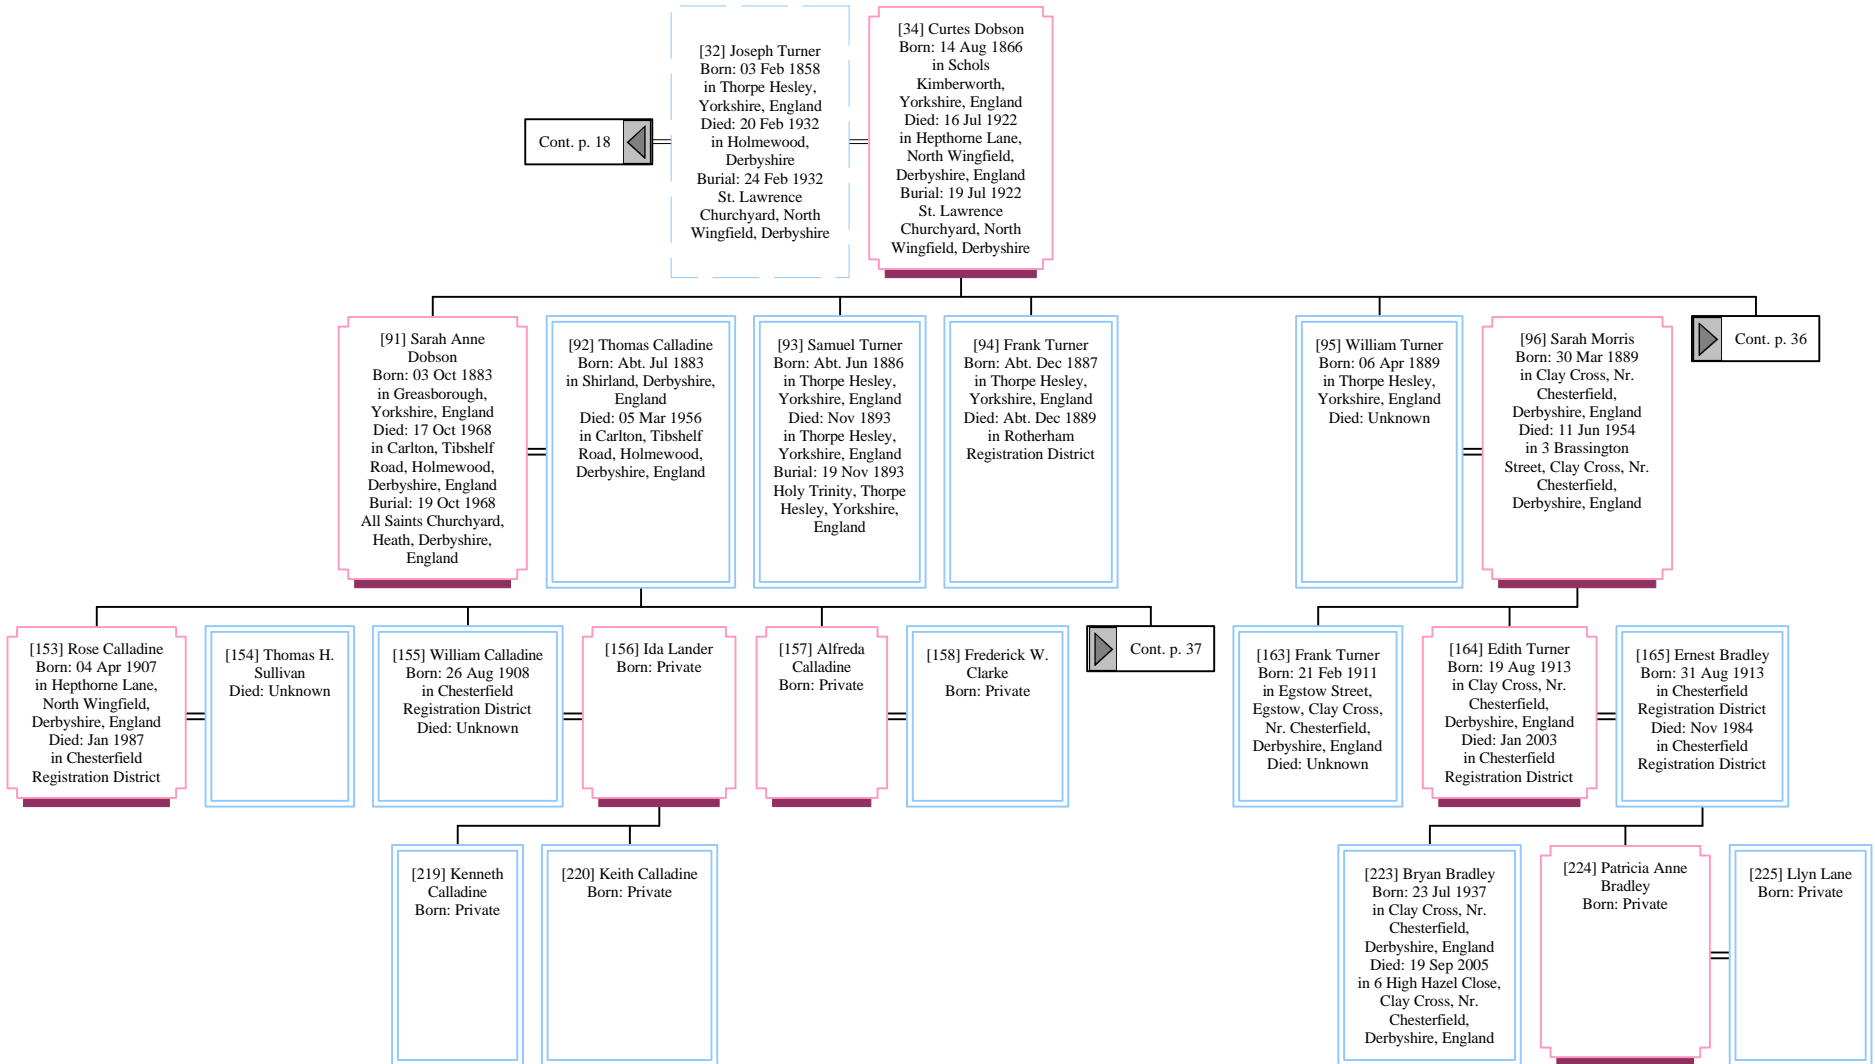 [32] Joseph Turner
Born: 03 Feb 1858
in Thorpe Hesley,
Yorkshire, England
Died: 20 Feb 1932
in Holmewood,
Derbyshire
Burial: 24 Feb 1932
St. Lawrence
Churchyard, North
Wingfield, Derbyshire
[34] Curtes Dobson
Born: 14 Aug 1866
in Schols
Kimberworth,
Yorkshire, England
Died: 16 Jul 1922
in Hepthorne Lane,
North Wingfield,
Derbyshire, England
Burial: 19 Jul 1922
St. Lawrence
Churchyard, North
Wingfield, Derbyshire
Cont. p. 18
[91] Sarah Anne
Dobson
Born: 03 Oct 1883
in Greasborough,
Yorkshire, England
Died: 17 Oct 1968
in Carlton, Tibshelf
Road, Holmewood,
Derbyshire, England
Burial: 19 Oct 1968
All Saints Churchyard,
Heath, Derbyshire,
England
[92] Thomas Calladine
Born: Abt. Jul 1883
in Shirland, Derbyshire,
England
Died: 05 Mar 1956
in Carlton, Tibshelf
Road, Holmewood,
Derbyshire, England
[93] Samuel Turner
Born: Abt. Jun 1886
in Thorpe Hesley,
Yorkshire, England
Died: Nov 1893
in Thorpe Hesley,
Yorkshire, England
Burial: 19 Nov 1893
Holy Trinity, Thorpe
Hesley, Yorkshire,
England
[94] Frank Turner
Born: Abt. Dec 1887
in Thorpe Hesley,
Yorkshire, England
Died: Abt. Dec 1889
in Rotherham
Registration District
[95] William Turner
Born: 06 Apr 1889
in Thorpe Hesley,
Yorkshire, England
Died: Unknown
[96] Sarah Morris
Born: 30 Mar 1889
in Clay Cross, Nr.
Chesterfield,
Derbyshire, England
Died: 11 Jun 1954
in 3 Brassington
Street, Clay Cross, Nr.
Chesterfield,
Derbyshire, England
Cont. p. 36
[153] Rose Calladine
Born: 04 Apr 1907
in Hepthorne Lane,
North Wingfield,
Derbyshire, England
Died: Jan 1987
in Chesterfield
Registration District
[154] Thomas H.
Sullivan
Died: Unknown
[155] William Calladine
Born: 26 Aug 1908
in Chesterfield
Registration District
Died: Unknown
[156] Ida Lander
Born: Private
[157] Alfreda
Calladine
Born: Private
[158] Frederick W.
Clarke
Born: Private
Cont. p. 37
[163] Frank Turner
Born: 21 Feb 1911
in Egstow Street,
Egstow, Clay Cross,
Nr. Chesterfield,
Derbyshire, England
Died: Unknown
[164] Edith Turner
Born: 19 Aug 1913
in Clay Cross, Nr.
Chesterfield,
Derbyshire, England
Died: Jan 2003
in Chesterfield
Registration District
[165] Ernest Bradley
Born: 31 Aug 1913
in Chesterfield
Registration District
Died: Nov 1984
in Chesterfield
Registration District
[219] Kenneth
Calladine
Born: Private
[220] Keith Calladine
Born: Private
[223] Bryan Bradley
Born: 23 Jul 1937
in Clay Cross, Nr.
Chesterfield,
Derbyshire, England
Died: 19 Sep 2005
in 6 High Hazel Close,
Clay Cross, Nr.
Chesterfield,
Derbyshire, England
[224] Patricia Anne
Bradley
Born: Private
[225] Llyn Lane
Born: Private